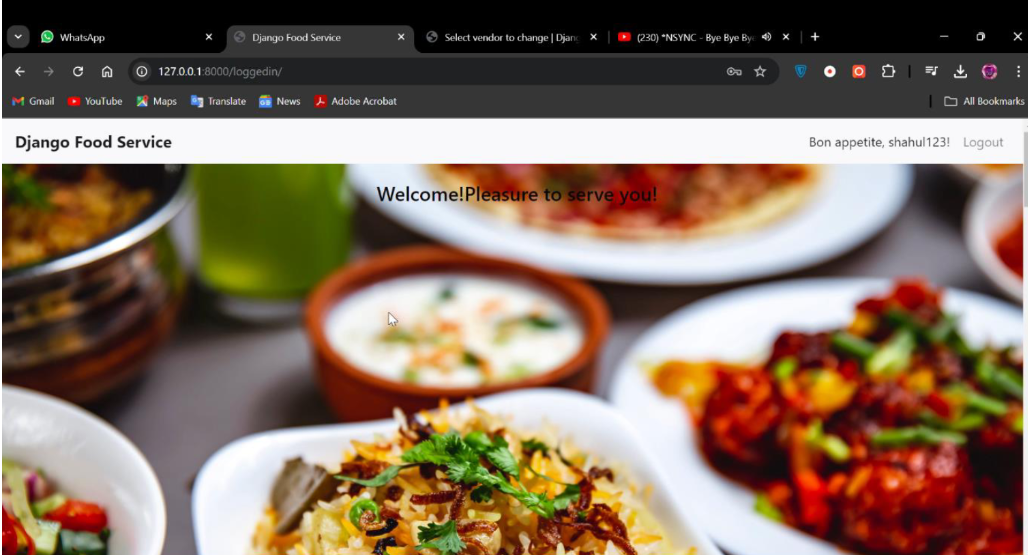 WhatsApp
Django Food Service
Select vendor to change | Djan
(230) *NSYNC - Bye Bye By
127.0.0.1:8000/loggedin/
Gmail
YouTube
Maps
Translate
News
Adobe Acrobat
All Bookmarks
Django Food Service
Bon appetite, shahul123!
Logout
Welcome!Pleasure to serve you!